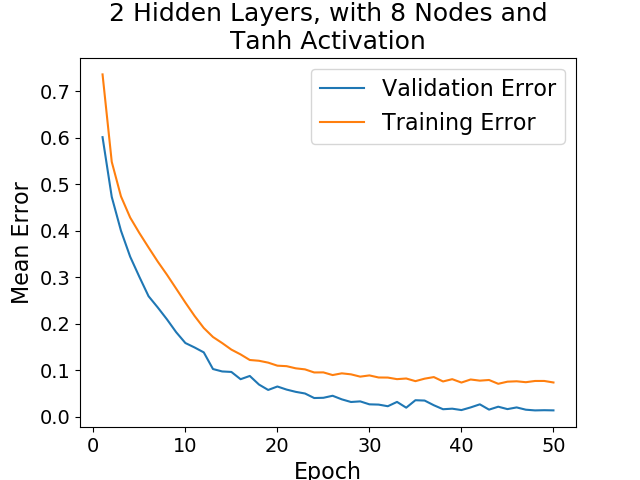 2 Hidden Layers, with 8 Nodes and
Tanh Activation
Validation Error
Training Error
Mean Error
0.7
0.6
0.5
0.4
0.3
0.2
0.1
0.0
0 10 20 30 40 50
Epoch